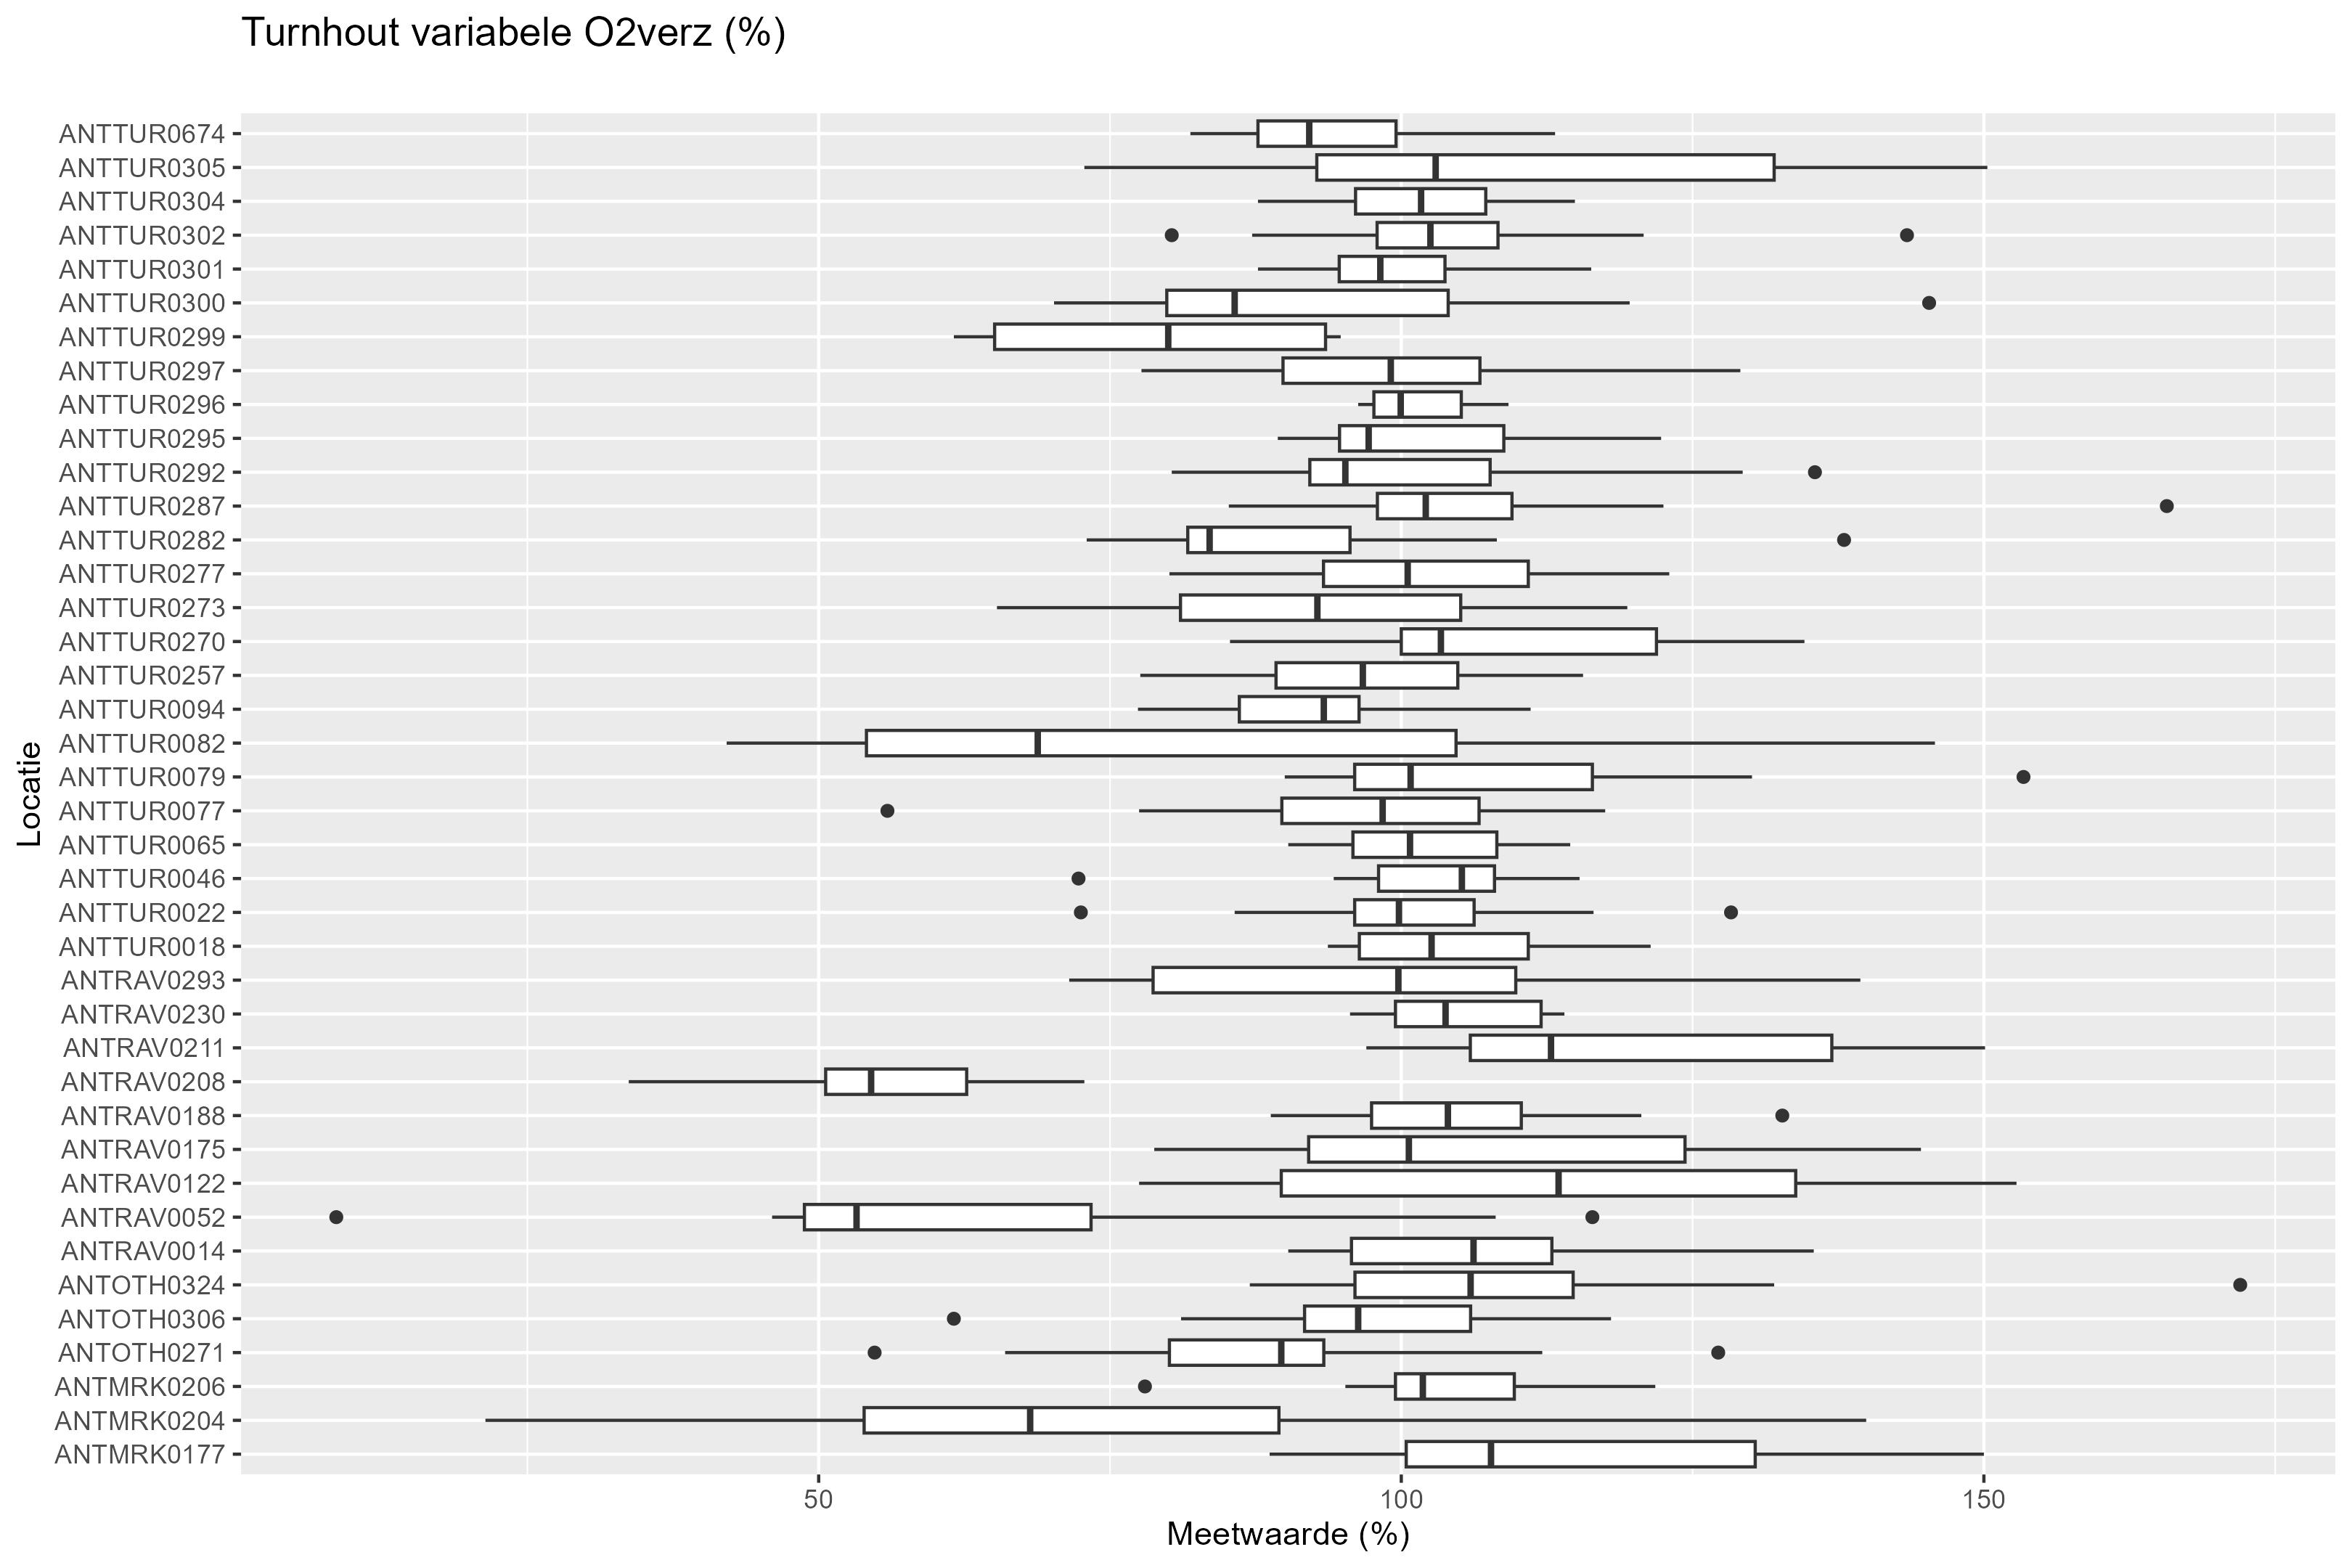 Turnhout variabele O2verz (%)
ANTTUR0674
ANTTUR0305
ANTTUR0304
ANTTUR0302
ANTTUR0301
ANTTUR0300
ANTTUR0299
ANTTUR0297
ANTTUR0296
ANTTUR0295
ANTTUR0292
ANTTUR0287
ANTTUR0282
ANTTUR0277
ANTTUR0273
ANTTUR0270
ANTTUR0257
ANTTUR0094
ANTTUR0082
ANTTUR0079
ANTTUR0077
ANTTUR0065
ANTTUR0046
ANTTUR0022
ANTTUR0018
ANTRAV0293
ANTRAV0230
ANTRAV0211
ANTRAV0208
ANTRAV0188
ANTRAV0175
ANTRAV0122
ANTRAV0052
ANTRAV0014
ANTOTH0324
ANTOTH0306
ANTOTH0271
ANTMRK0206
ANTMRK0204
ANTMRK0177
Locatie
50 100 150
Meetwaarde (%)